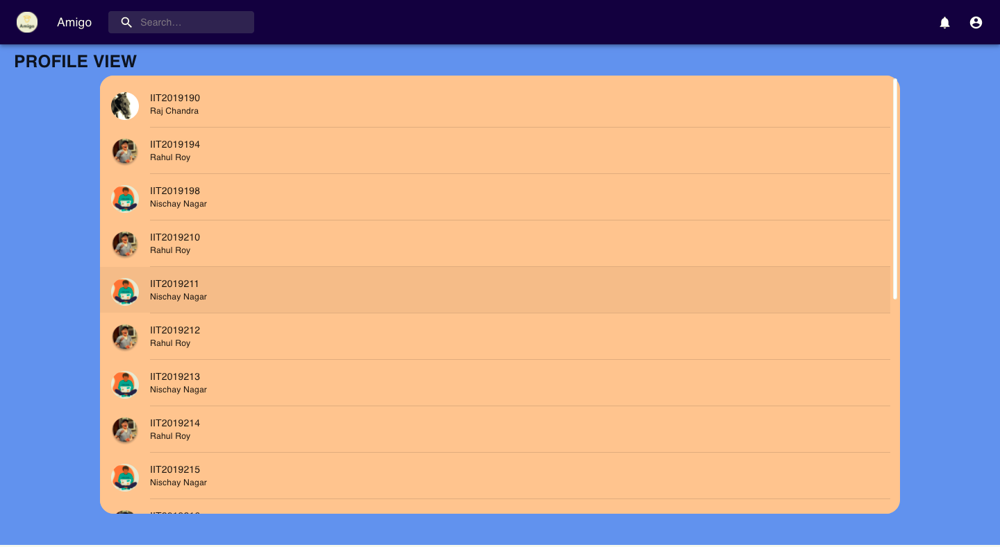 Amigo
Amigo
Search...
PROFILE VIEW
IIT2019190
Raj Chandra
IIT2019194
Rahul Roy
IIT2019198
Nischay Nagar
IIT2019210
Rahul Roy
IIT2019211
Nischay Nagar
IIT2019212
Rahul Roy
IIT2019213
Nischay Nagar
IIT2019214
Rahul Roy
IIT2019215
Nischay Nagar